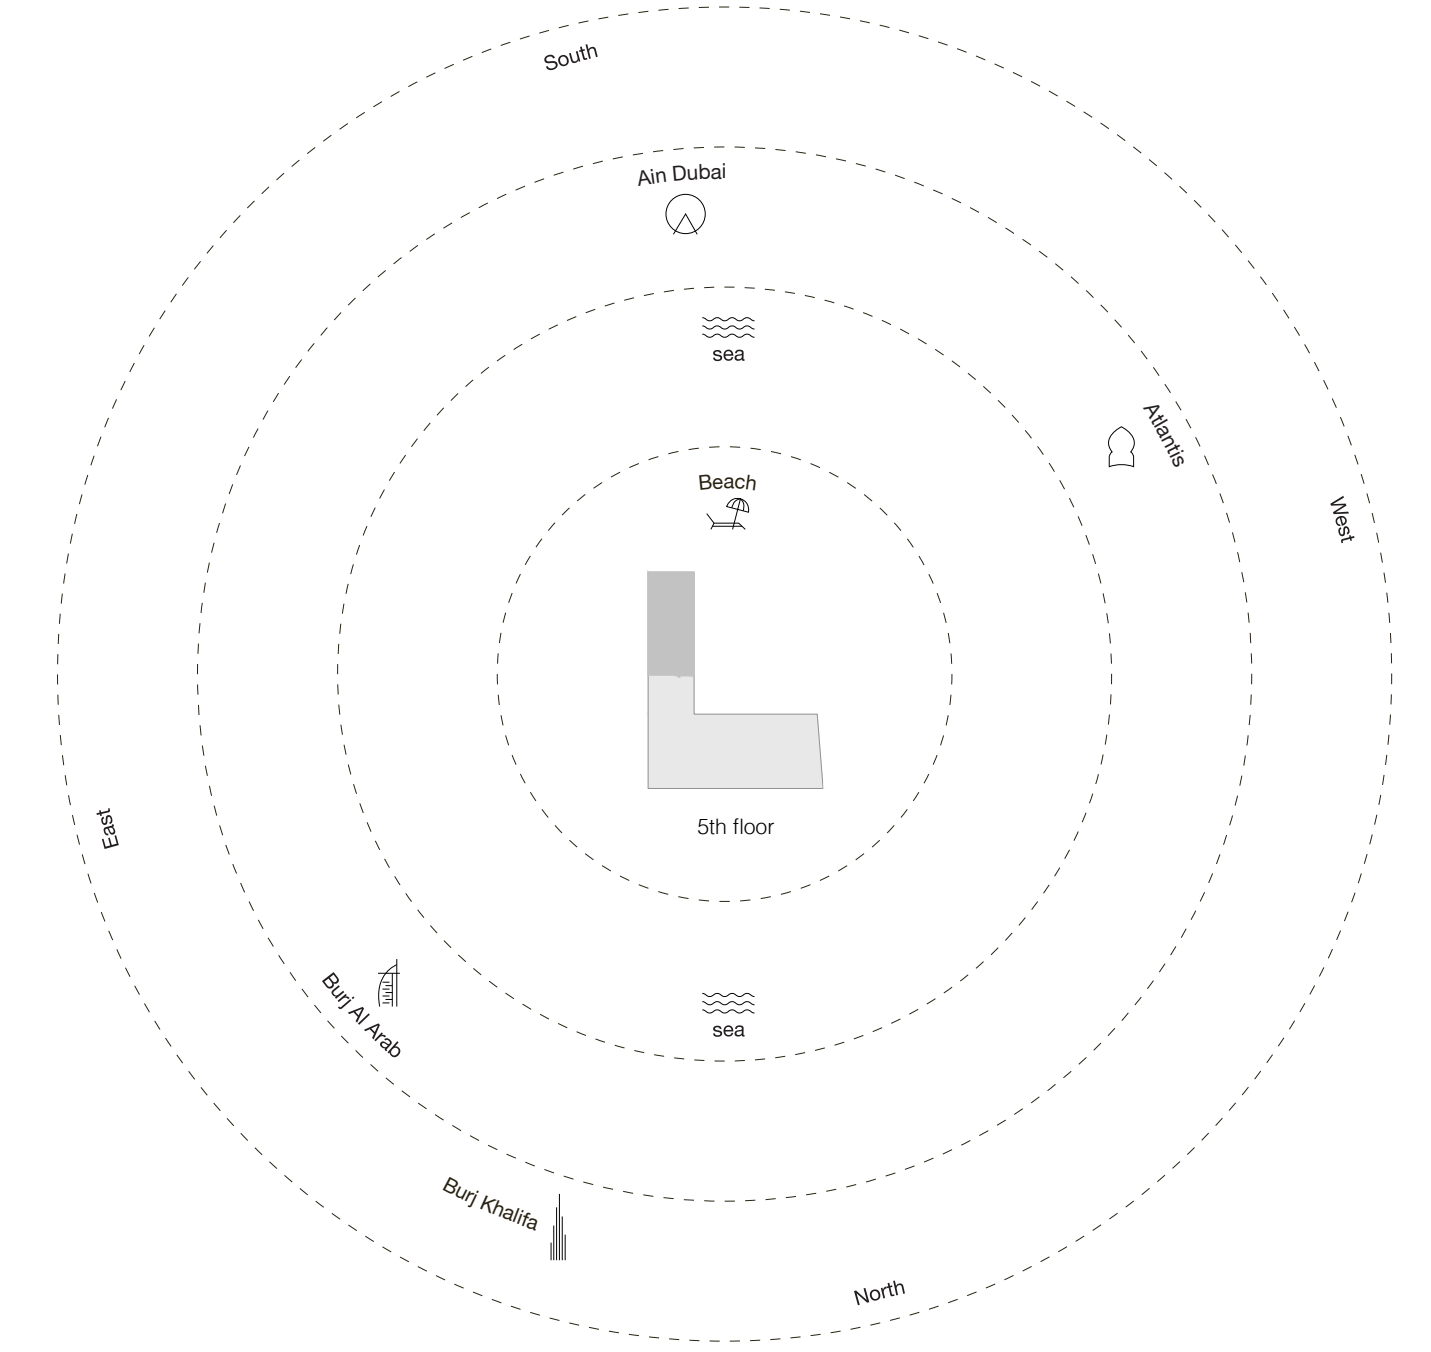 South
Ain Dubai
sea
Atlantis
Beach
West
5th floor
East
Burj Al Arab
sea
Burj Khalifa
North